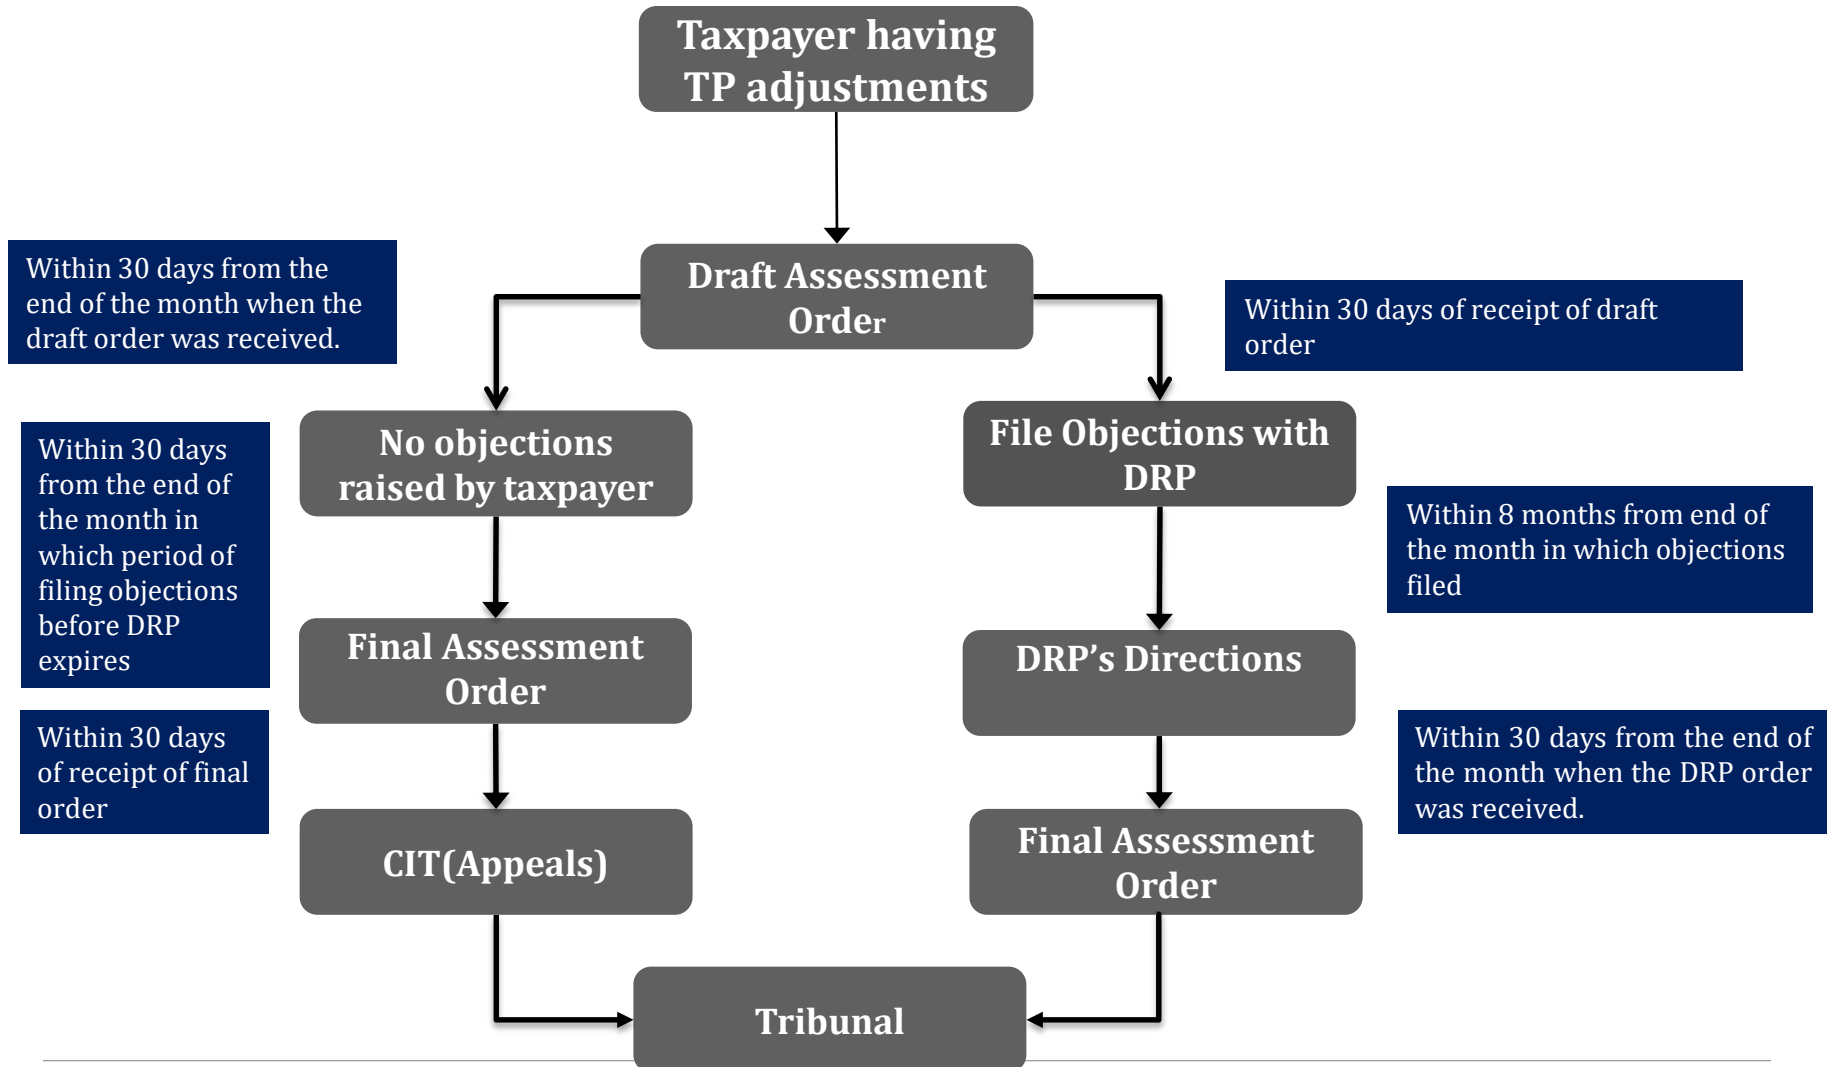 Taxpayer having
TP adjustments
Draft Assessment
Order
Within 30 days from the
end of the month when the
draft order was received.
Within 30 days of receipt of draft
order
No objections
raised by taxpayer
File Objections with
DRP
Within 30 days
from the end of
the month in
which period of
filing objections
before DRP
expires
Within 8 months from end of
the month in which objections
filed
Final Assessment
Order
DRP’s Directions
Within 30 days
of receipt of final
order
Within 30 days from the end of
the month when the DRP order
was received.
CIT(Appeals)
Final Assessment
Order
Tribunal